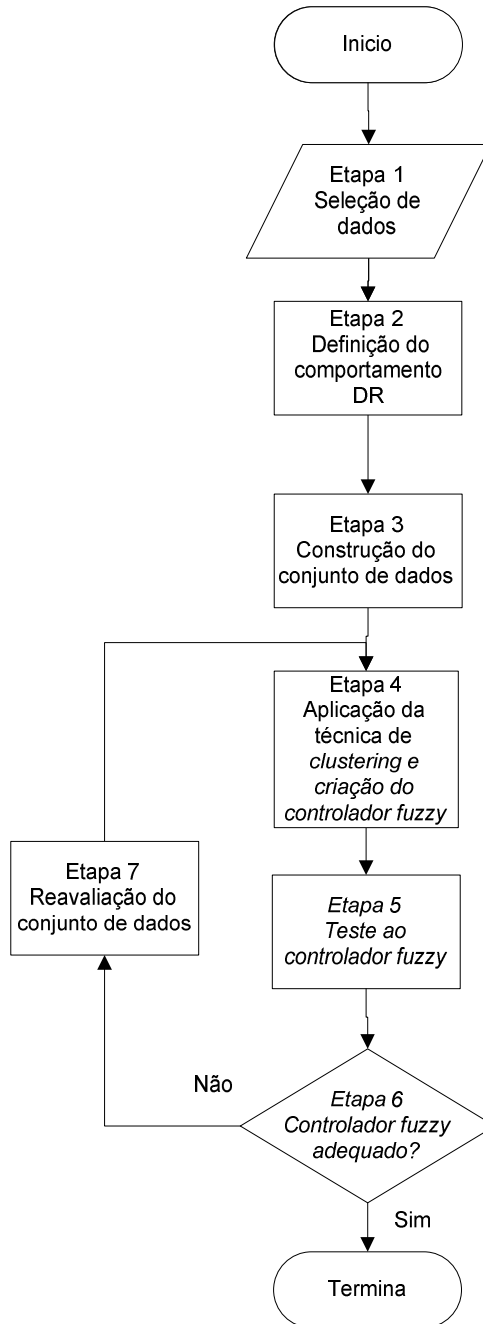 Inicio
Etapa 1
Seleção de
dados
Etapa 2
Definição do
comportamento
DR
Etapa 3
Construção do
conjunto de dados
Etapa 4
Aplicação da
técnica de
clustering e
criação do
controlador fuzzy
Etapa 7
Reavaliação do
conjunto de dados
Etapa 5
Teste ao
controlador fuzzy
Não
Etapa 6
Controlador fuzzy
adequado?
Sim
Termina